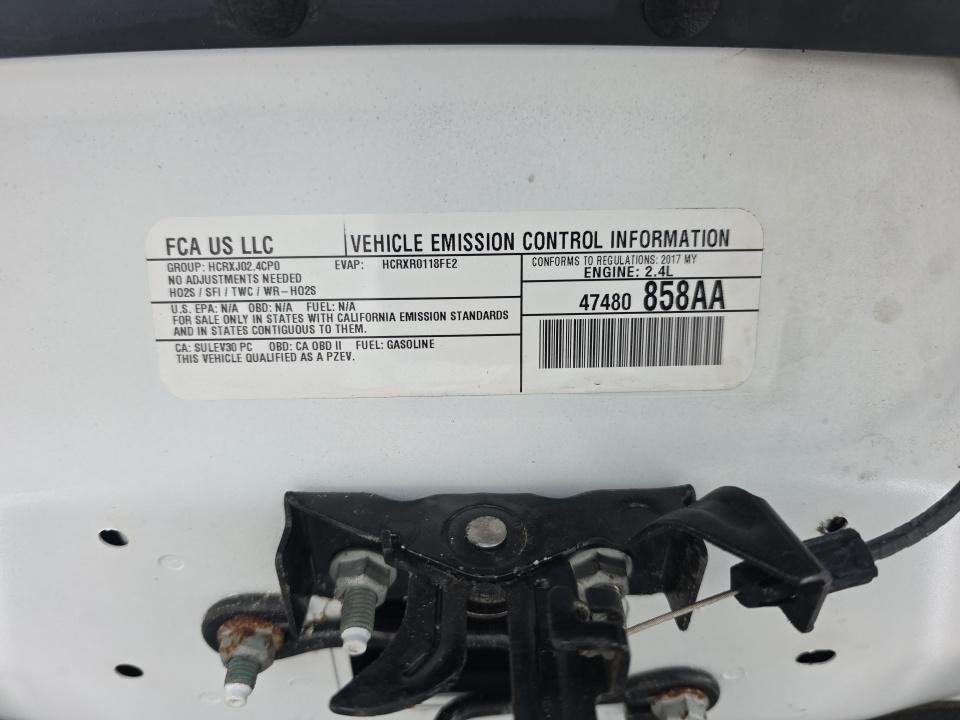 FCA US LLC
VEHICLE EMISSION CONTROL INFORMATION
GROUP: HCRXJ02.4CP0 EVAP: HCRXR0118FE2
NO ADJUSTMENTS NEEDED
HO2S / SFI / TWC / WR-HO2S
U.S. EPA: N/A OBD: N/A FUEL: N/A
FOR SALE ONLY IN STATES WITH CALIFORNIA EMISSION STANDARDS
AND IN STATES CONTIGUOUS TO THEM.
CA: SULEV30 PC OBD: CA OBD II FUEL: GASOLINE
THIS VEHICLE QUALIFIED AS A PZEV.
CONFORMS TO REGULATIONS: 2017 MY
ENGINE: 2.4L
47480 858AA